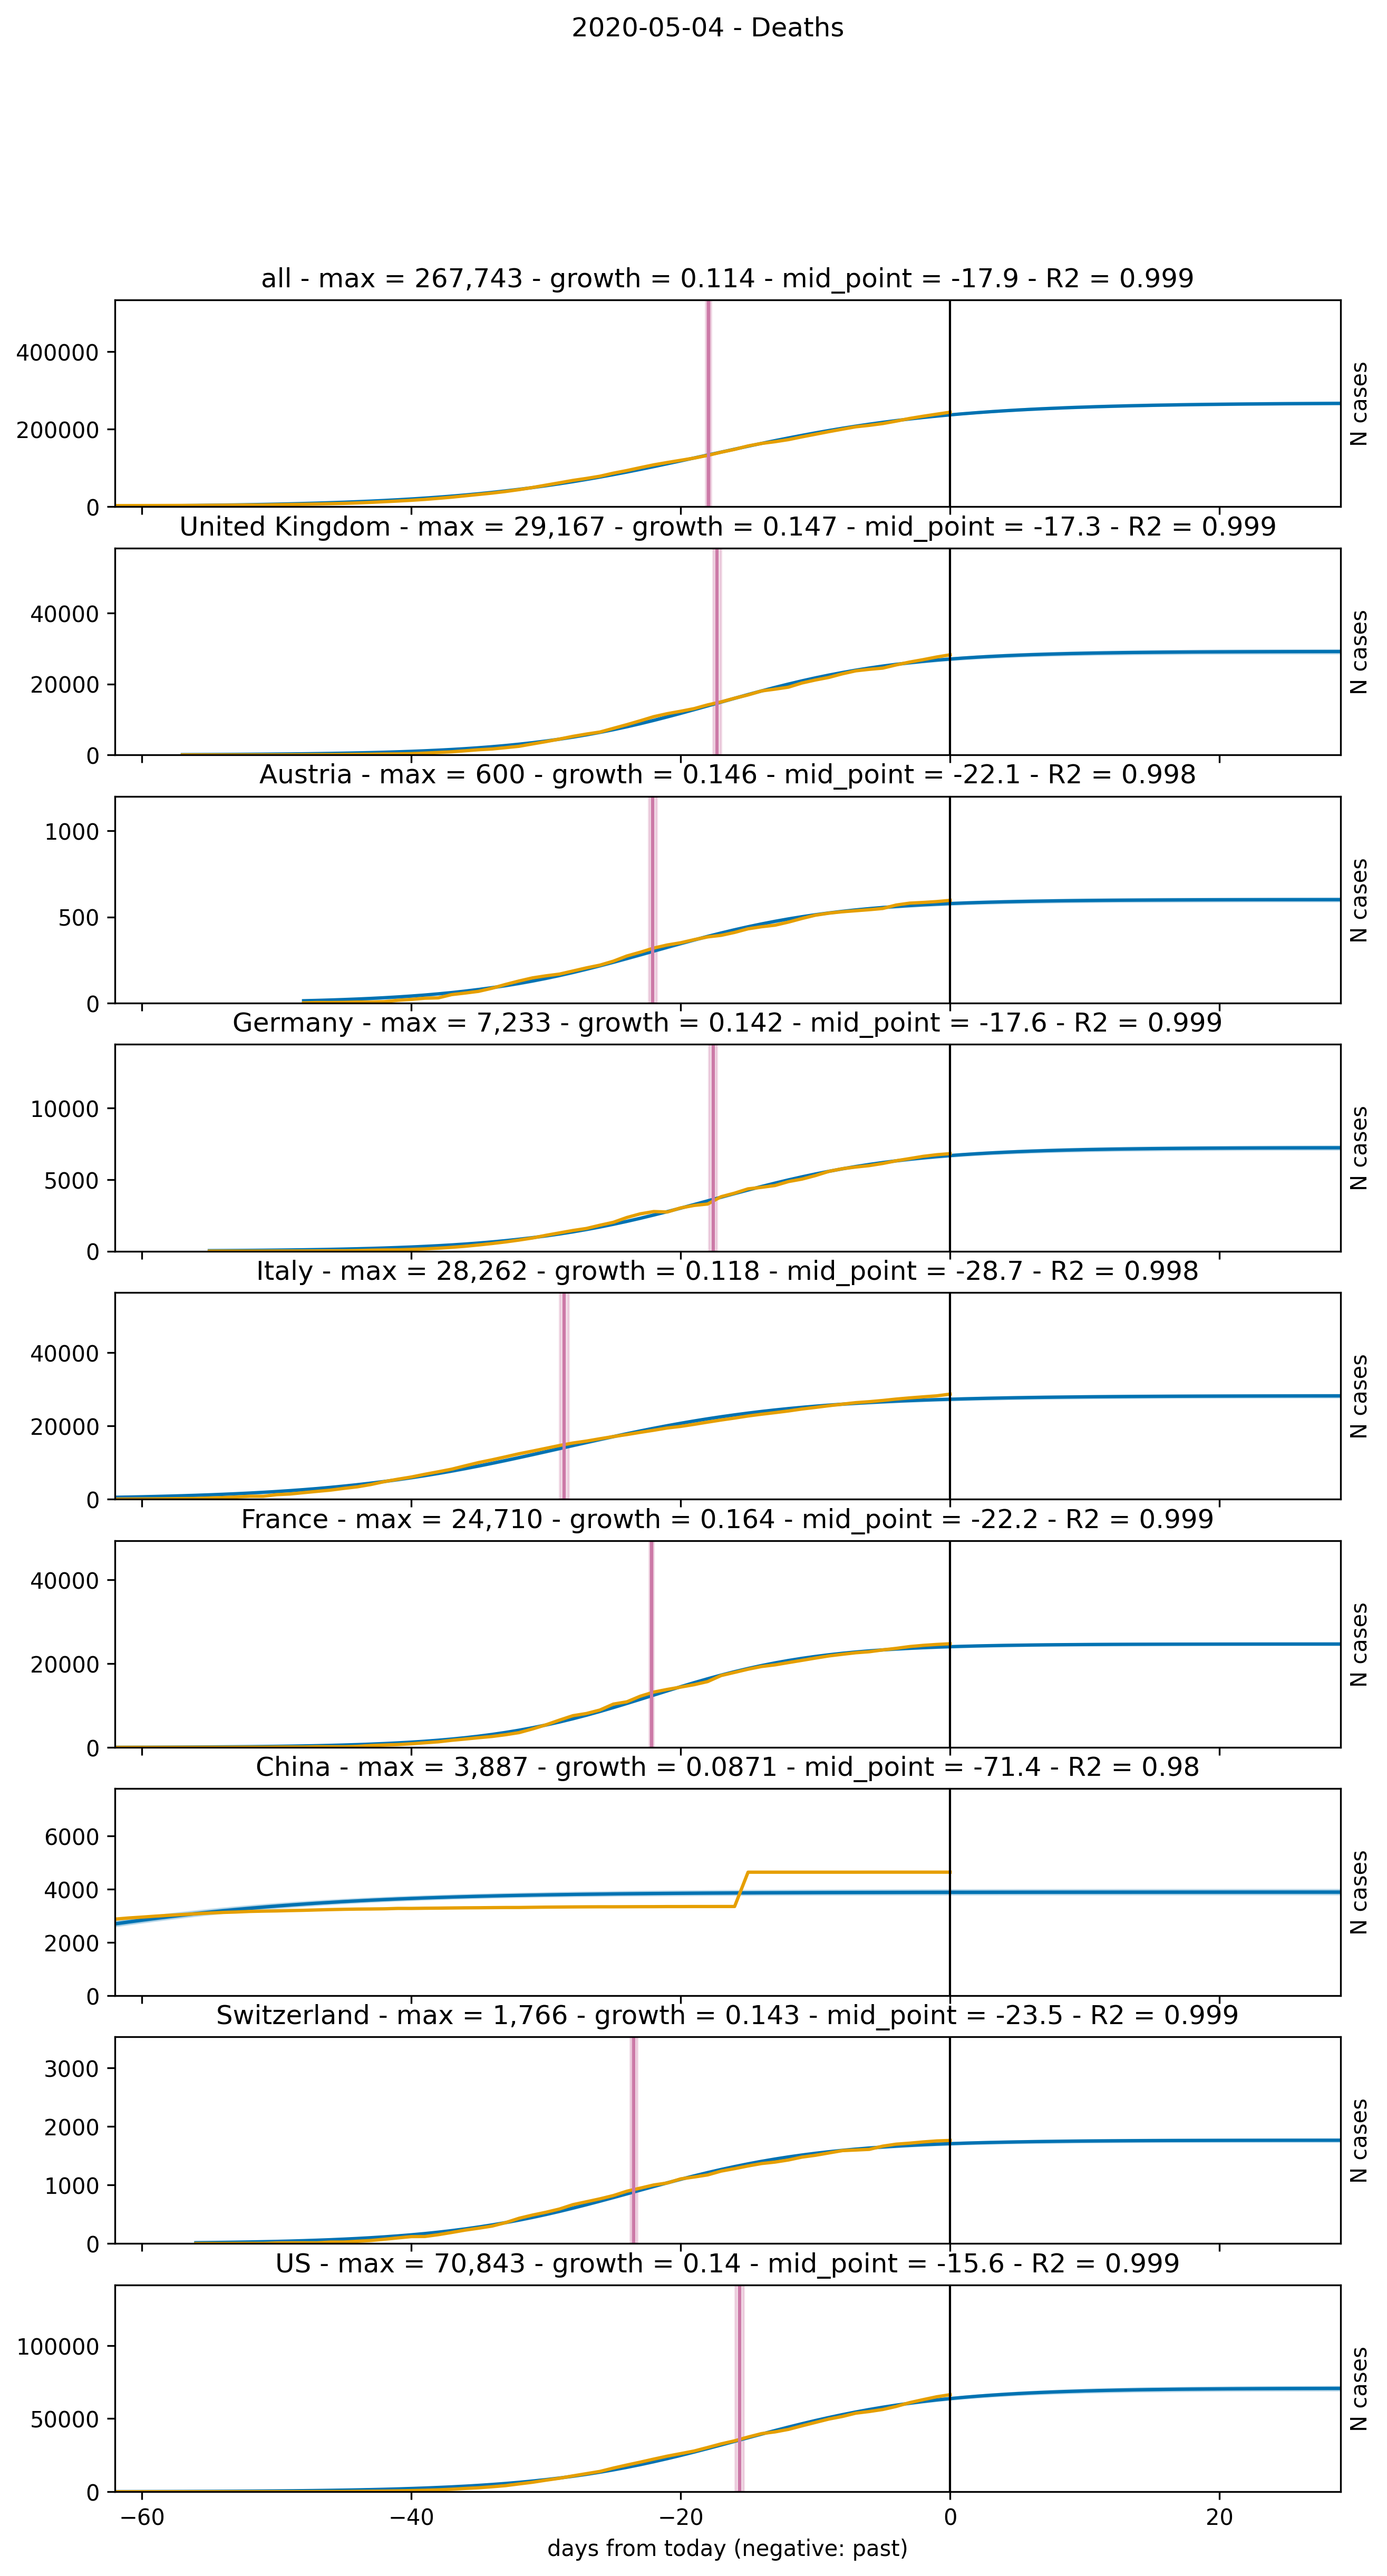 2020-05-04 - Deaths
all - max = 267,743 - growth = 0.114 - mid_point = -17.9 - R2 = 0.999
400000
200000
0
N cases
United Kingdom - max = 29,167 - growth = 0.147 - mid_point = -17.3 - R2 = 0.999
40000
20000
0
N cases
Austria - max = 600 - growth = 0.146 - mid_point = -22.1 - R2 = 0.998
1000
500
0
N cases
Germany - max = 7,233 - growth = 0.142 - mid_point = -17.6 - R2 = 0.999
10000
5000
0
N cases
Italy - max = 28,262 - growth = 0.118 - mid_point = -28.7 - R2 = 0.998
40000
20000
0
N cases
France - max = 24,710 - growth = 0.164 - mid_point = -22.2 - R2 = 0.999
40000
20000
0
N cases
China - max = 3,887 - growth = 0.0871 - mid_point = -71.4 - R2 = 0.98
6000
4000
2000
0
N cases
Switzerland - max = 1,766 - growth = 0.143 - mid_point = -23.5 - R2 = 0.999
3000
2000
1000
0
N cases
US - max = 70,843 - growth = 0.14 - mid_point = -15.6 - R2 = 0.999
100000
50000
0
N cases
−60 −40 −20 0 20
days from today (negative: past)